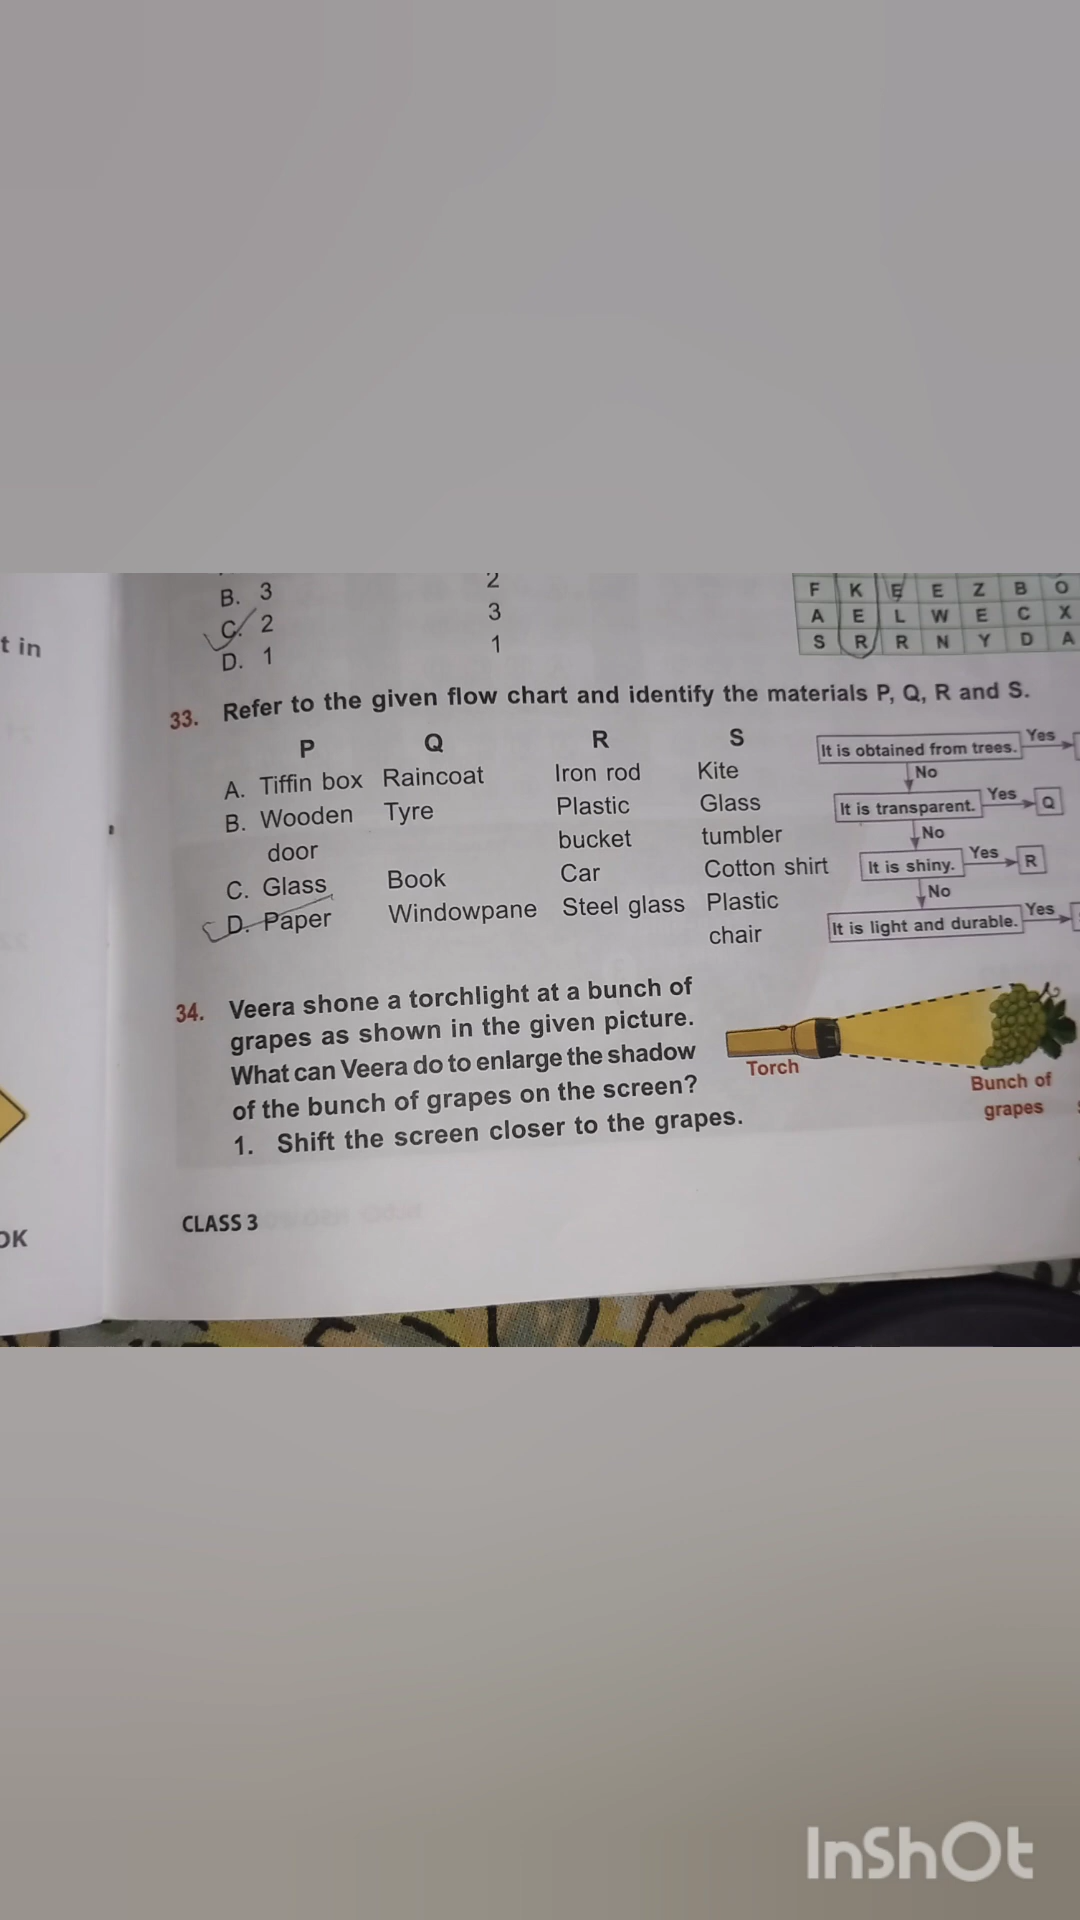 B. 3 2
C. 2 3
D. 1 1
F K E E Z B O
A E L W E C X
S R R N Y D A
t in
33. Refer to the given flow chart and identify the materials P, Q, R and S.
P Q R S
A. Tiffin box Raincoat Iron rod Kite
B. Wooden Tyre Plastic Glass
door bucket tumbler
C. Glass Book Car Cotton shirt
D. Paper Windowpane Steel glass Plastic
chair
It is obtained from trees. Yes
No
It is transparent. Yes Q
No
It is shiny. Yes R
No
It is light and durable. Yes
34. Veera shone a torchlight at a bunch of
grapes as shown in the given picture.
What can Veera do to enlarge the shadow
of the bunch of grapes on the screen?
1. Shift the screen closer to the grapes.
Torch
Bunch of
grapes
CLASS 3
OK
InShOt